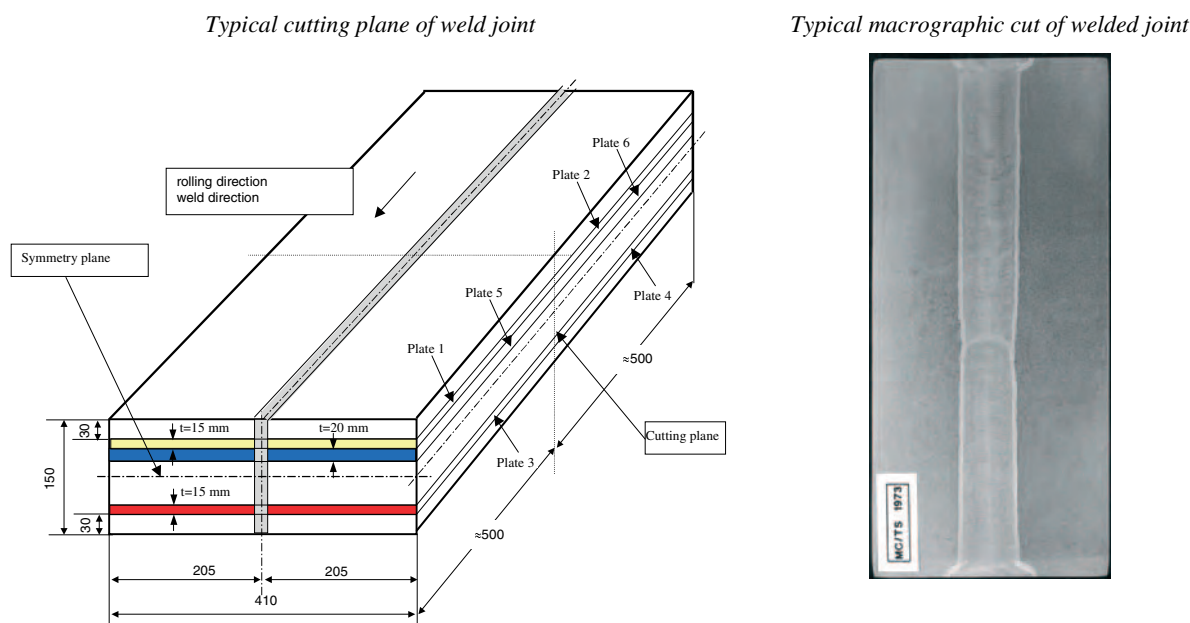 Typical cutting plane of weld joint
Typical macrographic cut of welded joint
Plate 6
Plate 2
rolling direction
weld direction
Symmetry plane
Plate 4
Plate 5
Plate 1
≈500
t=15 mm
t=20 mm
30
Cutting plane
Plate 3
150
t=15 mm
30
≈500
205
205
410
MC/TS 1973